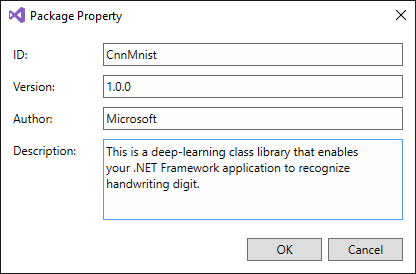 Package Property
ID: CnnMnist
Version: 1.0.0
Author: Microsoft
Description: This is a deep-learning class library that enables
your .NET Framework application to recognize
handwriting digit.
OK Cancel